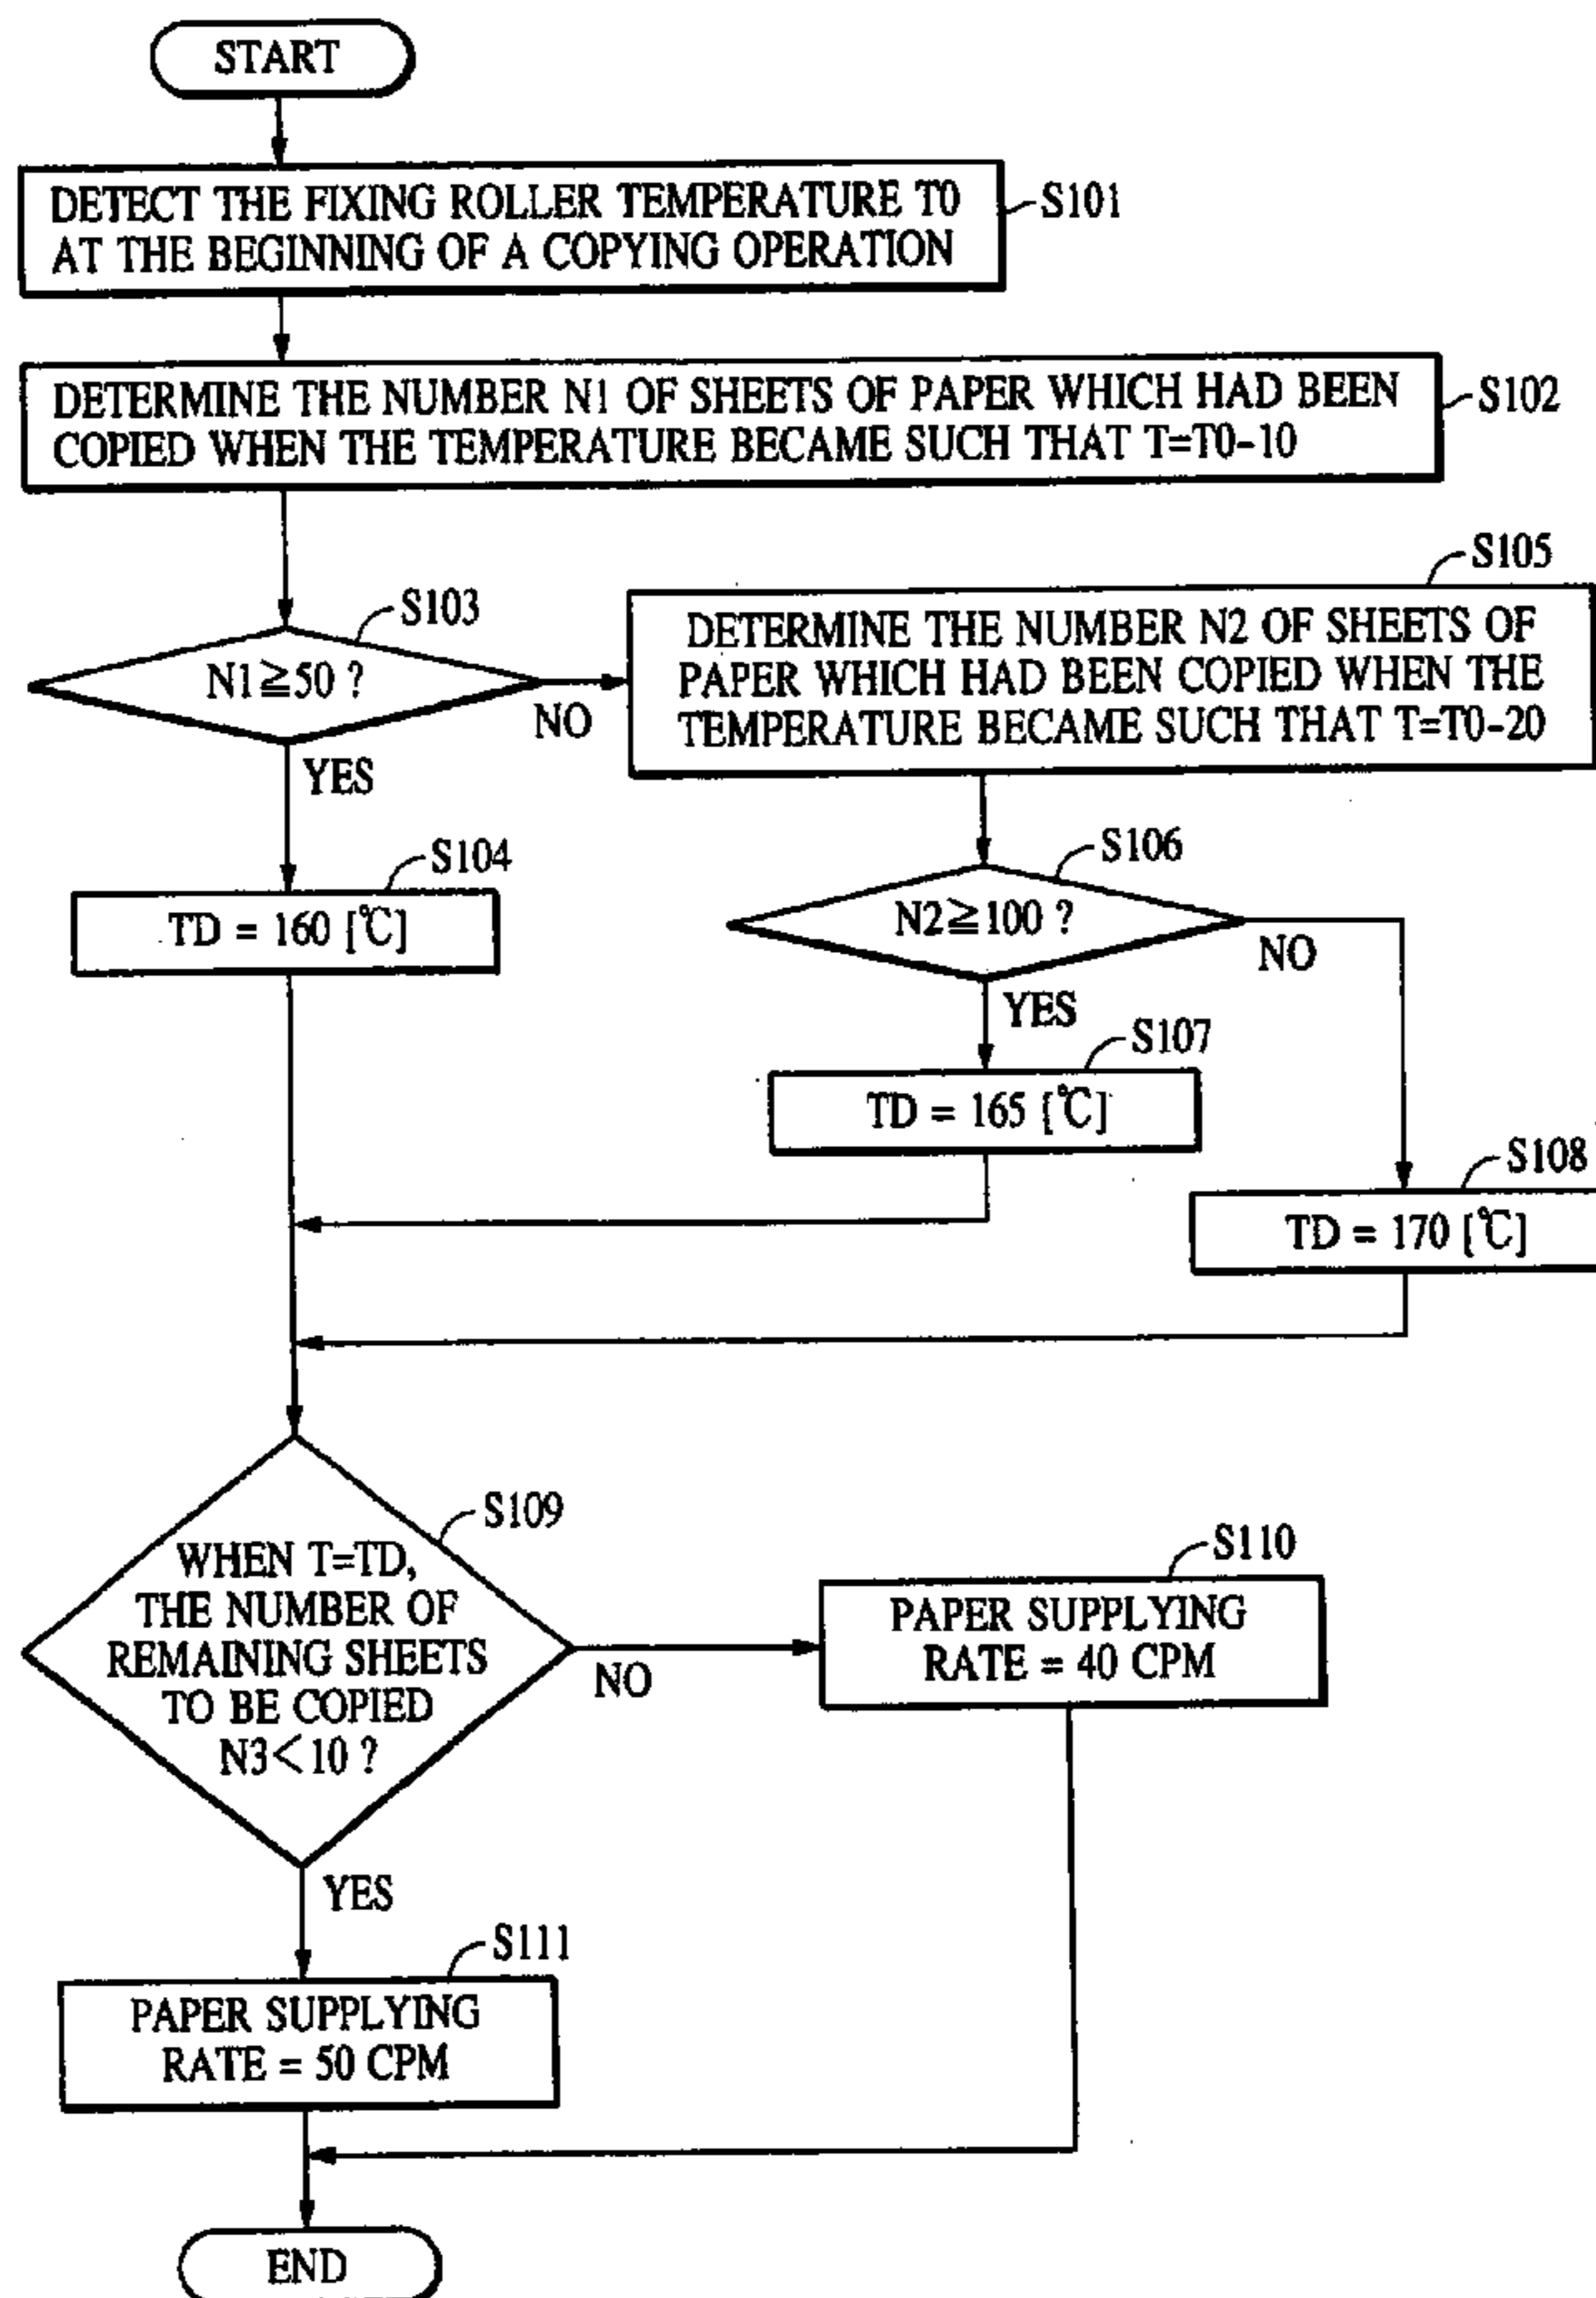 START
DETECT THE FIXING ROLLER TEMPERATURE T0
AT THE BEGINNING OF A COPYING OPERATION
S101
DETERMINE THE NUMBER N1 OF SHEETS OF PAPER WHICH HAD BEEN
COPIED WHEN THE TEMPERATURE BECAME SUCH THAT T=T0-10
S102
S103
N1≧50 ?
NO
YES
S105
DETERMINE THE NUMBER N2 OF SHEETS OF
PAPER WHICH HAD BEEN COPIED WHEN THE
TEMPERATURE BECAME SUCH THAT T=T0-20
S104
TD = 160 [℃]
S106
N2≧100 ?
NO
YES
S107
TD = 165 [℃]
S108
TD = 170 [℃]
S109
WHEN T=TD,
THE NUMBER OF
REMAINING SHEETS
TO BE COPIED
N3<10 ?
NO
YES
S110
PAPER SUPPLYING
RATE = 40 CPM
S111
PAPER SUPPLYING
RATE = 50 CPM
END